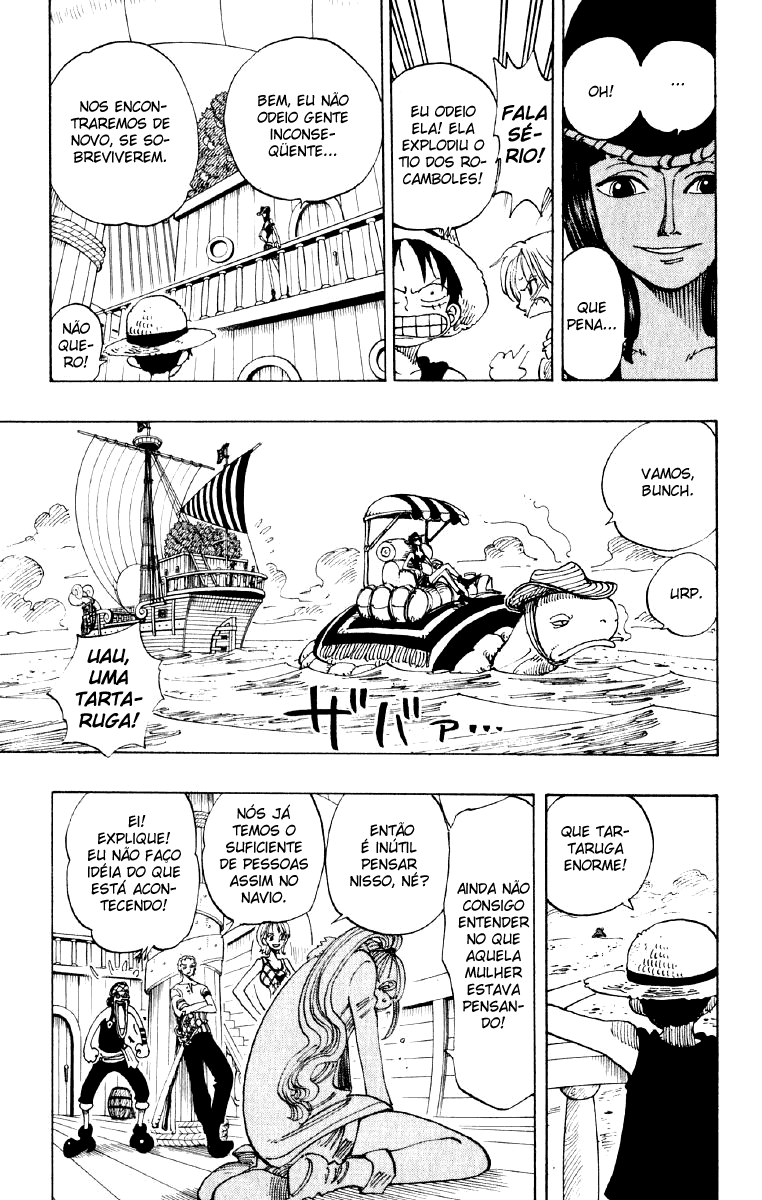 ...
OH!
QUE
PENA...
FALA
SÉ-
RIO!
EU ODEIO
ELA! ELA
EXPLODIU O
TIO DOS RO-
CAMBOLES!
BEM, EU NÃO
ODEIO GENTE
INCONSE-
QÜENTE...
NOS ENCON-
TRAREMOS DE
NOVO, SE SO-
BREVIVEREM.
NÃO
QUE-
RO!
VAMOS,
BUNCH.
URP.
UAU,
UMA
TARTA-
RUGA!
ザバァ...
QUE TAR-
TARUGA
ENORME!
AINDA NÃO
CONSIGO
ENTENDER
NO QUE
AQUELA
MULHER
ESTAVA
PENSAN-
DO!
ENTÃO
É INÚTIL
PENSAR
NISSO, NÉ?
NÓS JÁ
TEMOS O
SUFICIENTE
DE PESSOAS
ASSIM NO
NAVIO.
EI!
EXPLIQUE!
EU NÃO FAÇO
IDÉIA DO QUE
ESTÁ ACON-
TECENDO!